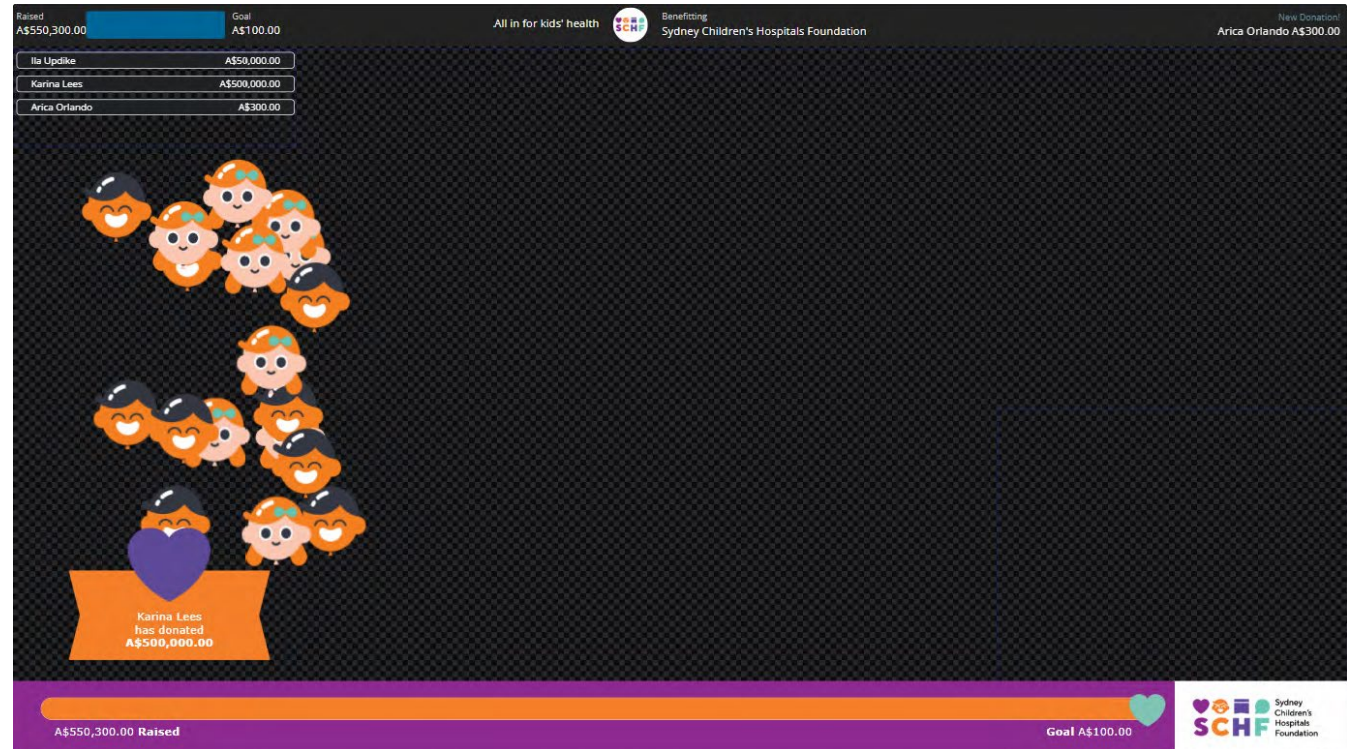 Raised
A$550,300.00
Goal
A$100.00
All in for kids' health
SCHF
Benefitting
Sydney Children's Hospitals Foundation
New Donation!
Arica Orlando A$300.00
Ila Updike A$50,000.00
Karina Lees A$500,000.00
Arica Orlando A$300.00
Karina Lees
has donated
A$500,000.00
A$550,300.00 Raised
Goal A$100.00
SCHF
Sydney
Children's
Hospitals
Foundation